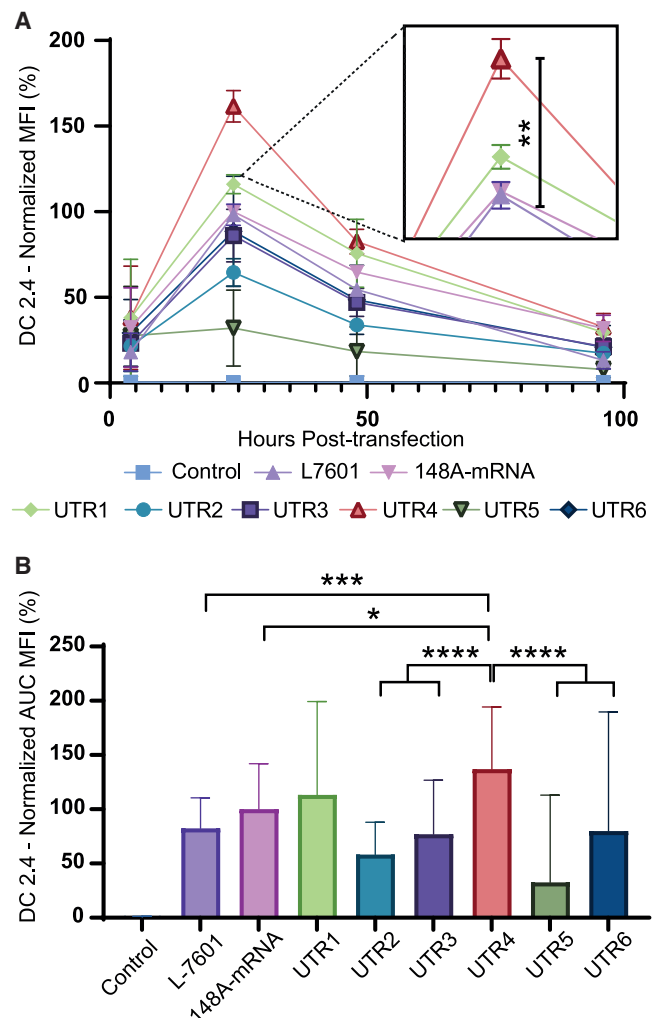 A
DC 2.4 - Normalized MFI (%)
200
150
100
50
0
**
0 50 100
Hours Post-transfection
Control L7601 148A-mRNA
UTR1 UTR2 UTR3 UTR4 UTR5 UTR6
B
DC 2.4 - Normalized AUC MFI (%)
***
*
**** ****
250
200
150
100
50
0
Control L-7601 148A-mRNA UTR1 UTR2 UTR3 UTR4 UTR5 UTR6